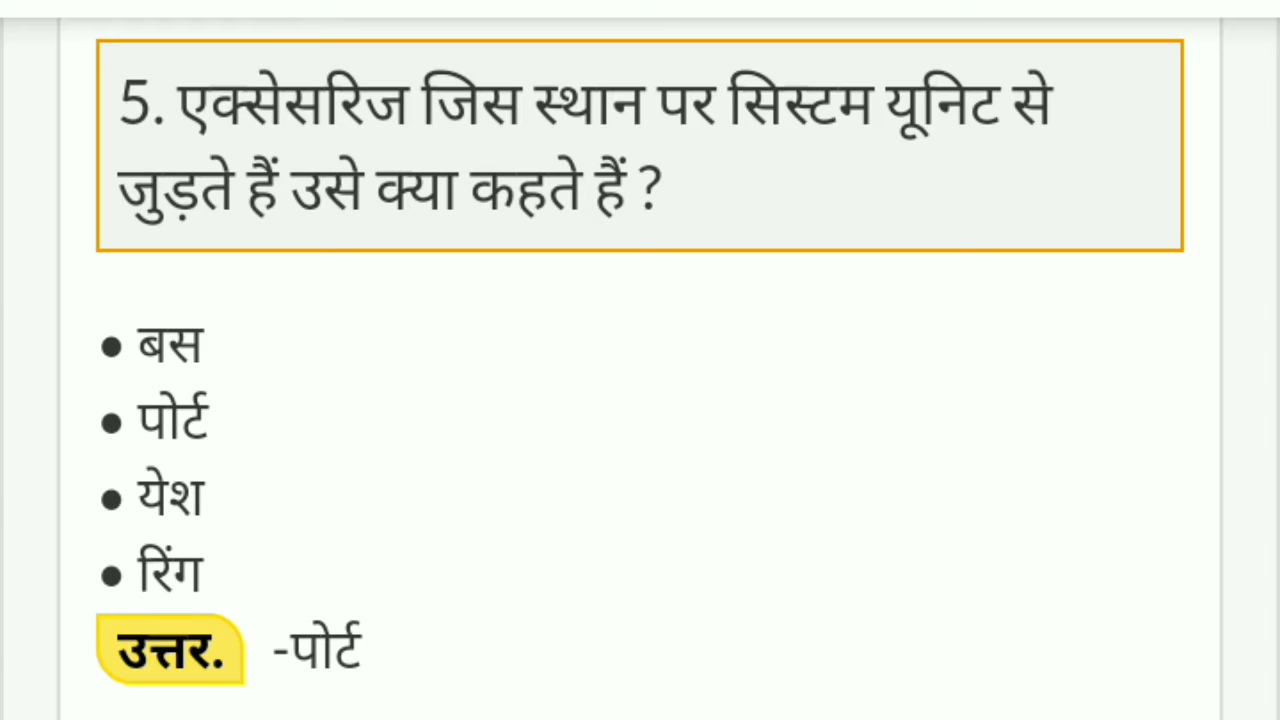 5. एक्सेसरिज जिस स्थान पर सिस्टम यूनिट से
जुड़ते हैं उसे क्या कहते हैं ?
● बस
● पोर्ट
● येश
● रिंग
उत्तर. -पोर्ट